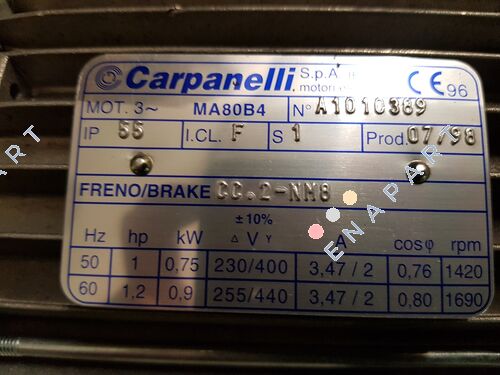 Carpanelli S.p.A.
motori
CE 96
MOT. 3~ MA80B4 N° A1010369
IP 55 I.CL. F S 1 Prod. 07/98
FRENO/BRAKE CC.2-NM8
±10%
Hz hp kW △ V Y A cosφ rpm
50 1 0,75 230/400 3,47/2 0,76 1420
60 1,2 0,9 255/440 3,47/2 0,80 1690
ENAPART
ENAPART